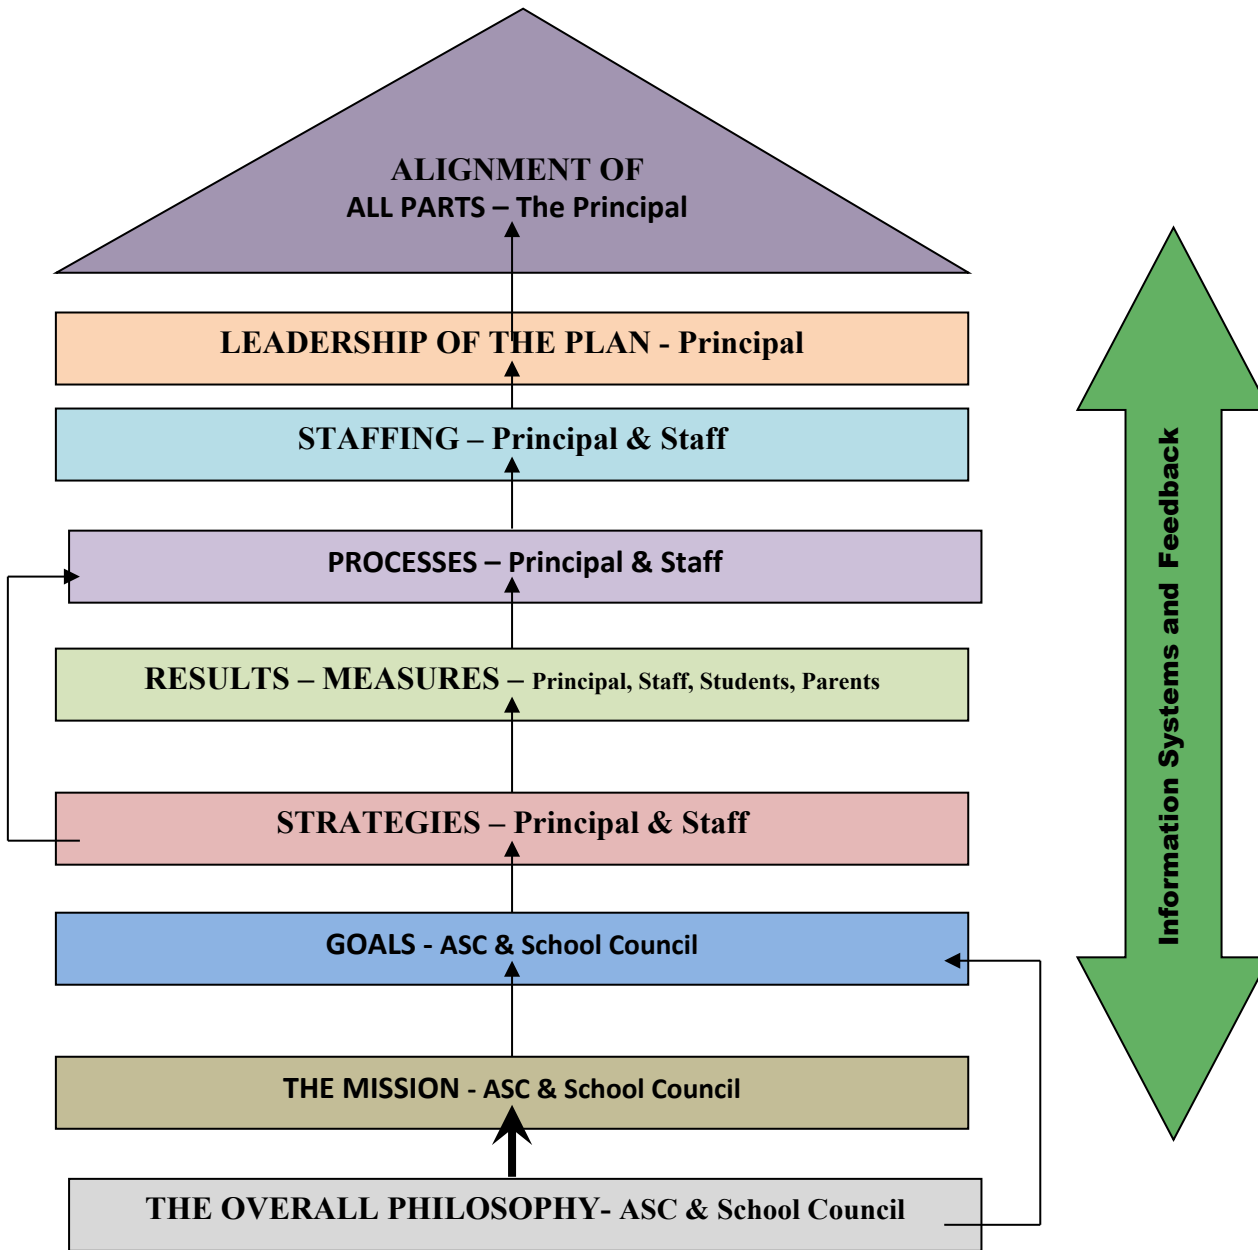 ALIGNMENT OF
ALL PARTS – The Principal
LEADERSHIP OF THE PLAN - Principal
STAFFING – Principal & Staff
PROCESSES – Principal & Staff
RESULTS – MEASURES – Principal, Staff, Students, Parents
STRATEGIES – Principal & Staff
GOALS - ASC & School Council
THE MISSION - ASC & School Council
THE OVERALL PHILOSOPHY- ASC & School Council
Information Systems and Feedback